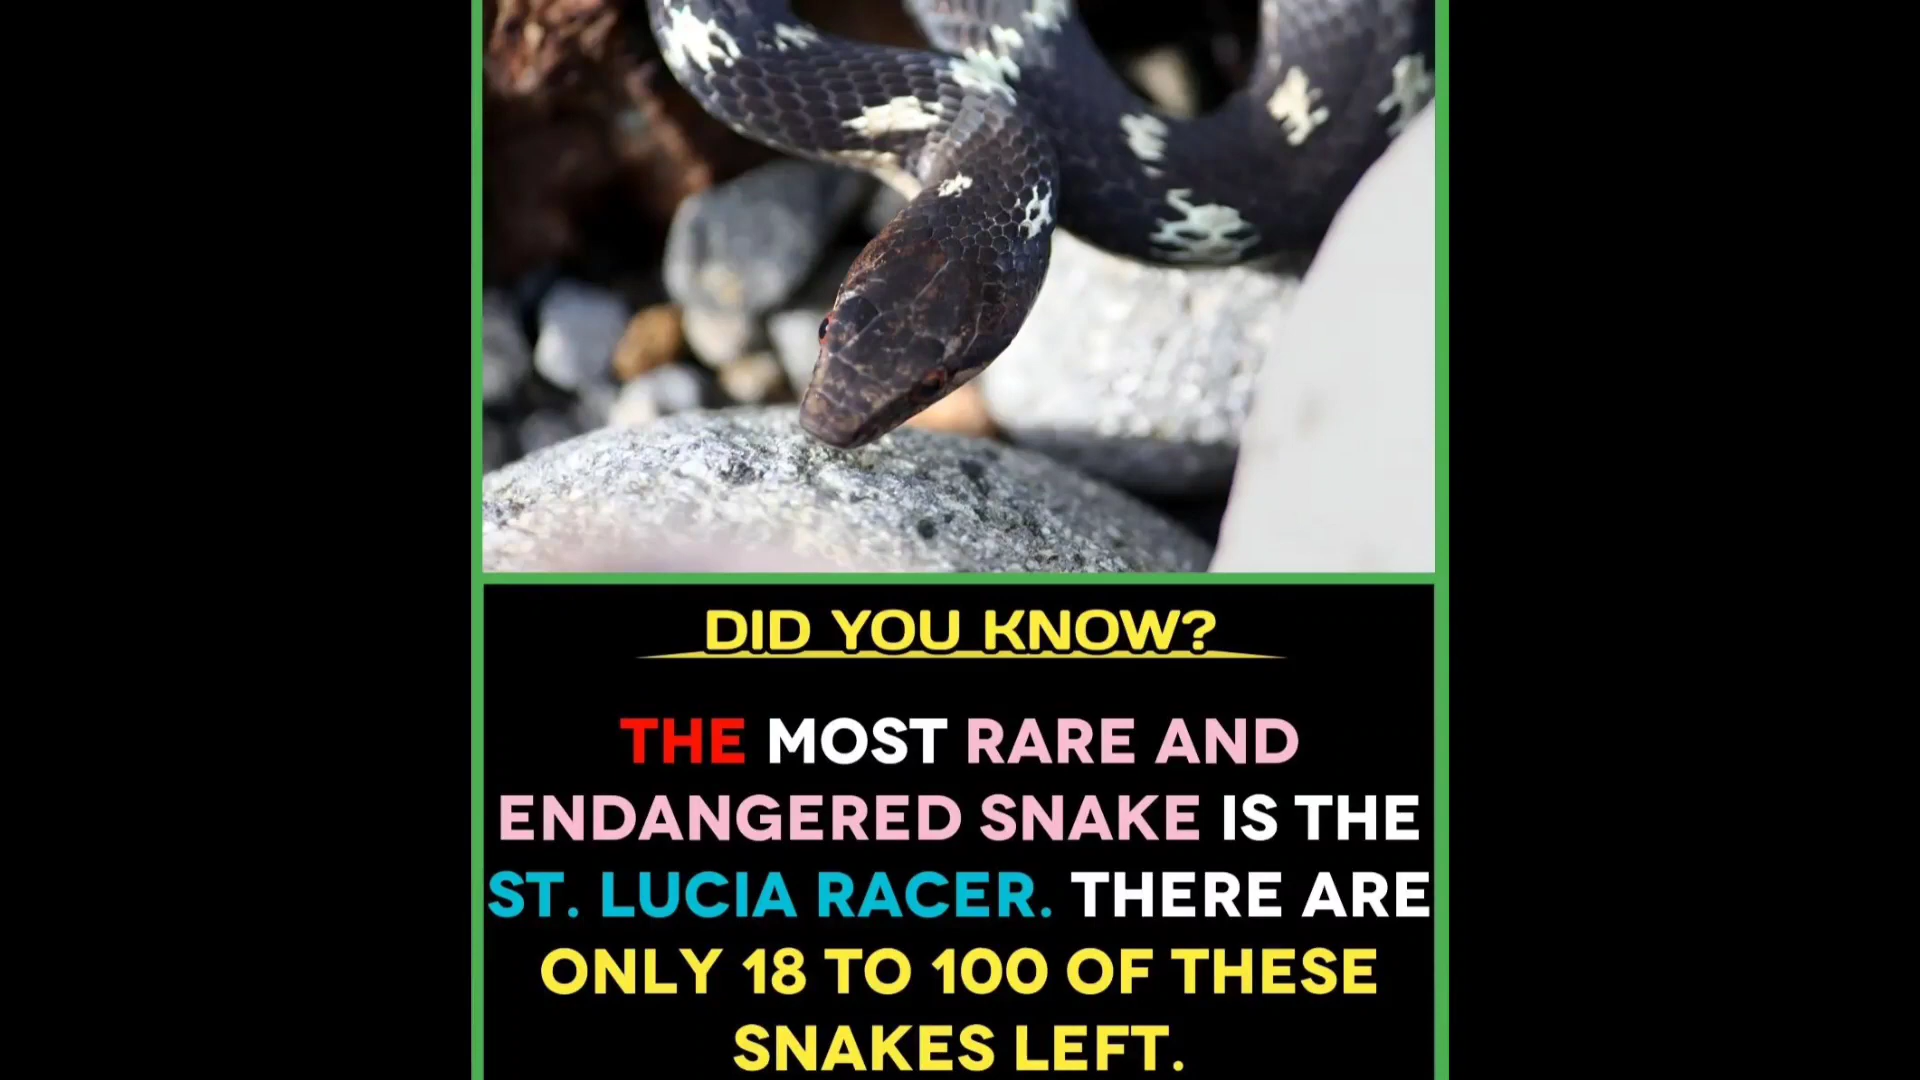 DID YOU KNOW?
THE MOST RARE AND
ENDANGERED SNAKE IS THE
ST. LUCIA RACER. THERE ARE
ONLY 18 TO 100 OF THESE
SNAKES LEFT.